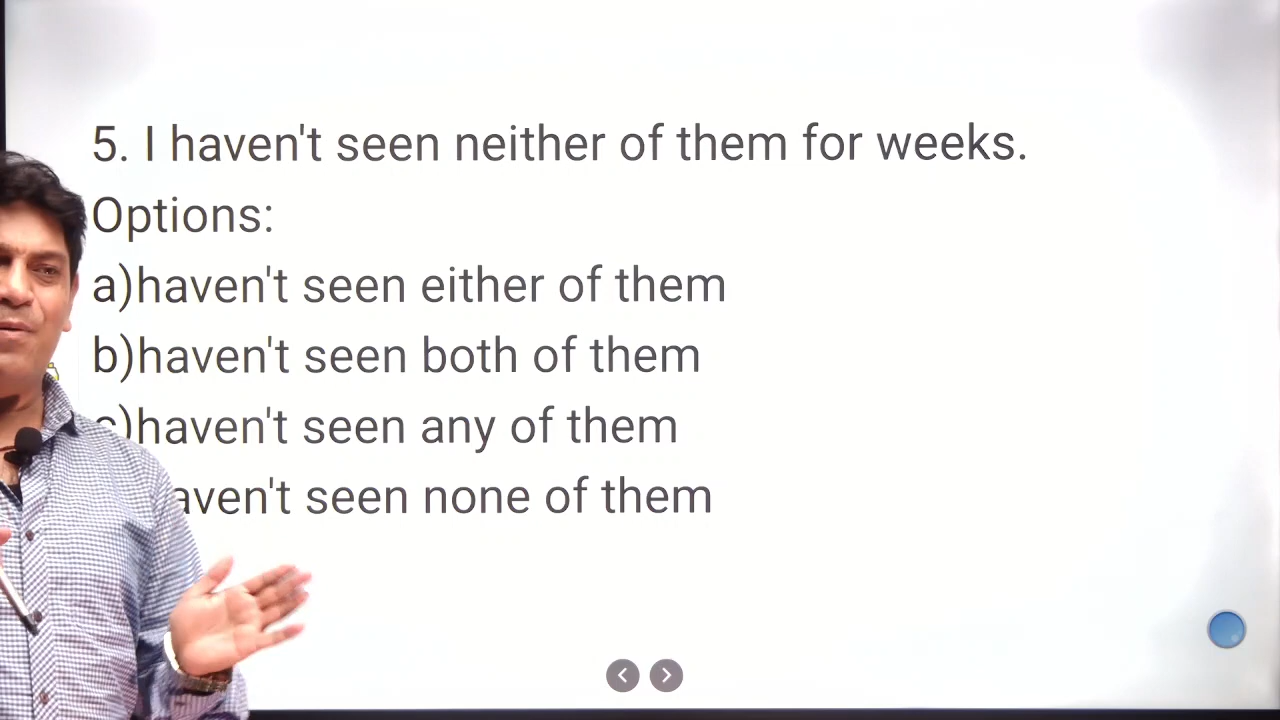 5. I haven't seen neither of them for weeks.
Options:
a)haven't seen either of them
b)haven't seen both of them
c)haven't seen any of them
seen none of them